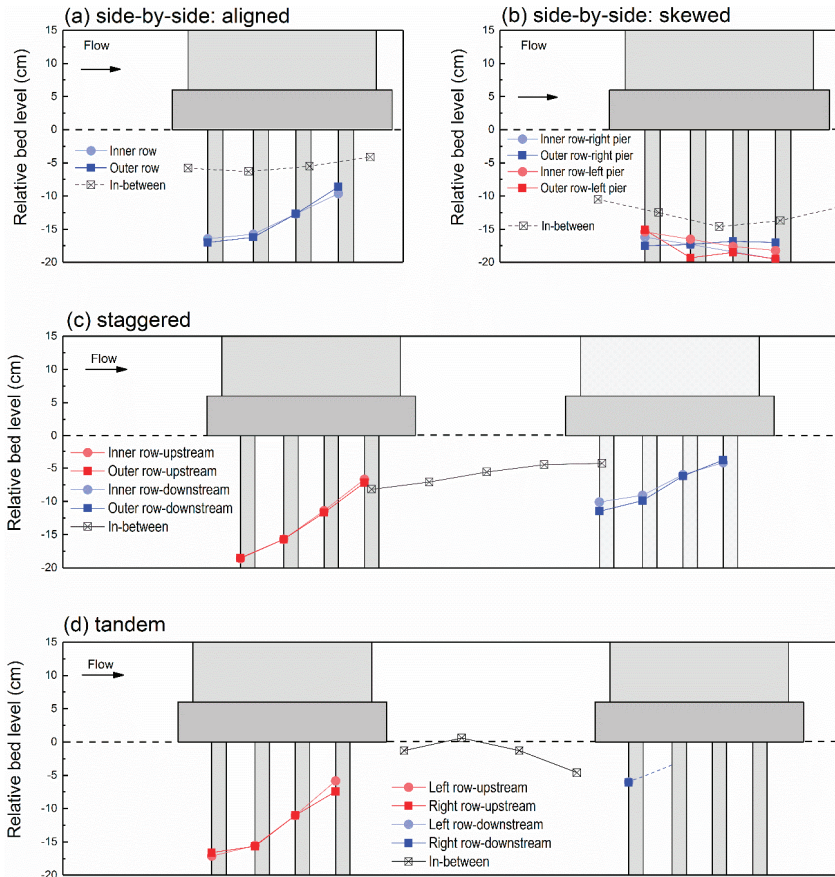 (a) side-by-side: aligned
Relative bed level (cm)
15
10
5
0
-5
-10
-15
-20
Flow
Inner row
Outer row
In-between
(b) side-by-side: skewed
Relative bed level (cm)
15
10
5
0
-5
-10
-15
-20
Flow
Inner row-right pier
Outer row-right pier
Inner row-left pier
Outer row-left pier
In-between
(c) staggered
Relative bed level (cm)
15
10
5
0
-5
-10
-15
-20
Flow
Inner row-upstream
Outer row-upstream
Inner row-downstream
Outer row-downstream
In-between
(d) tandem
Relative bed level (cm)
15
10
5
0
-5
-10
-15
-20
Flow
Left row-upstream
Right row-upstream
Left row-downstream
Right row-downstream
In-between